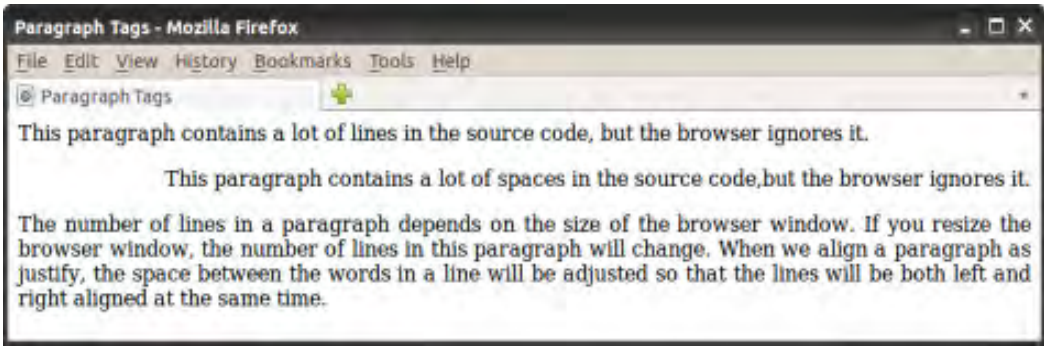 Paragraph Tags - Mozilla Firefox
File Edit View History Bookmarks Tools Help
Paragraph Tags
This paragraph contains a lot of lines in the source code, but the browser ignores it.
This paragraph contains a lot of spaces in the source code,but the browser ignores it.
The number of lines in a paragraph depends on the size of the browser window. If you resize the
browser window, the number of lines in this paragraph will change. When we align a paragraph as
justify, the space between the words in a line will be adjusted so that the lines will be both left and
right aligned at the same time.